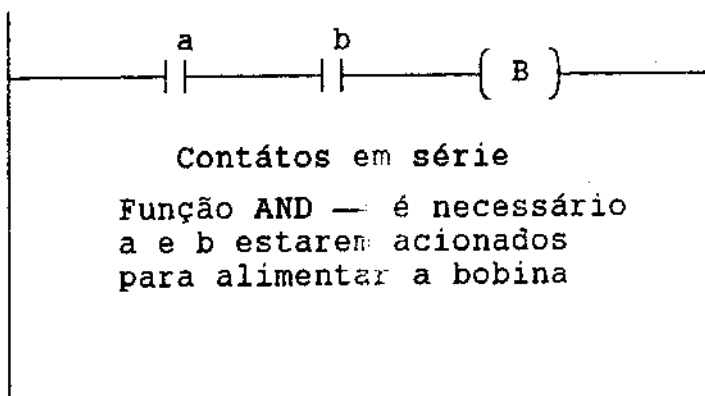 a b
B
Contátos em série
Função AND — é necessário
a e b estarem acionados
para alimentar a bobina